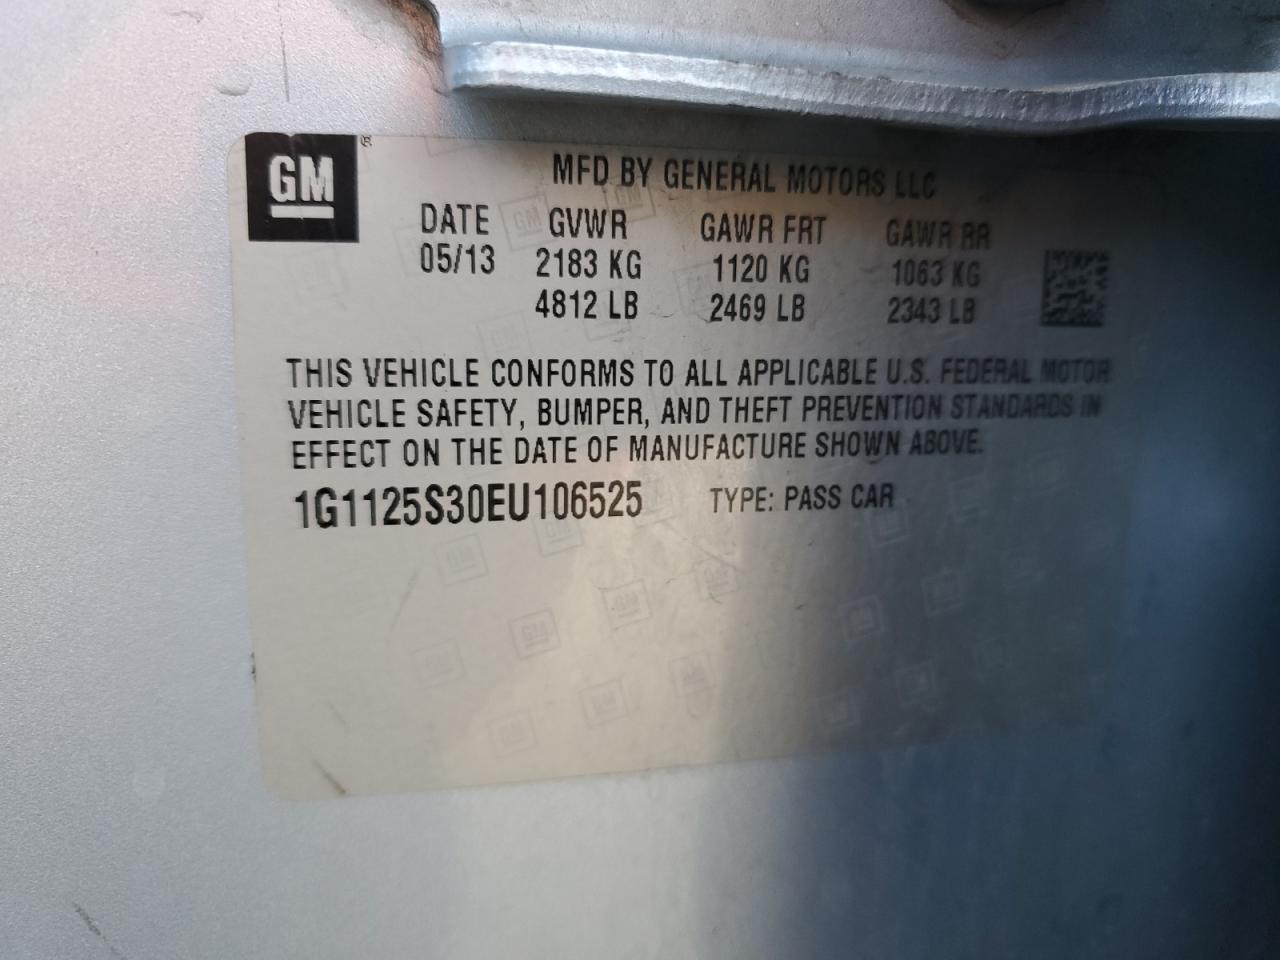 GM ®
MFD BY GENERAL MOTORS LLC
DATE GVWR GAWR FRT GAWR RR
05/13 2183 KG 1120 KG 1063 KG
4812 LB 2469 LB 2343 LB
THIS VEHICLE CONFORMS TO ALL APPLICABLE U.S. FEDERAL MOTOR
VEHICLE SAFETY, BUMPER, AND THEFT PREVENTION STANDARDS IN
EFFECT ON THE DATE OF MANUFACTURE SHOWN ABOVE.
1G1125S30EU106525 TYPE: PASS CAR